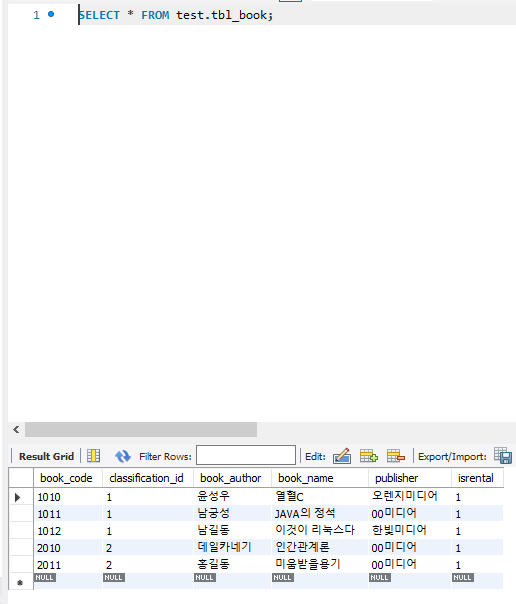 1 SELECT * FROM test.tbl_book;
Result Grid Filter Rows: Edit: Export/Import:
book_code classification_id book_author book_name publisher isrental
1010 1 윤성우 열혈C 오렌지미디어 1
1011 1 남궁성 JAVA의 정석 00미디어 1
1012 1 남길동 이것이 리눅스다 한빛미디어 1
2010 2 데일카네기 인간관계론 00미디어 1
2011 2 홍길동 미움받을용기 00미디어 1
NULL NULL NULL NULL NULL NULL